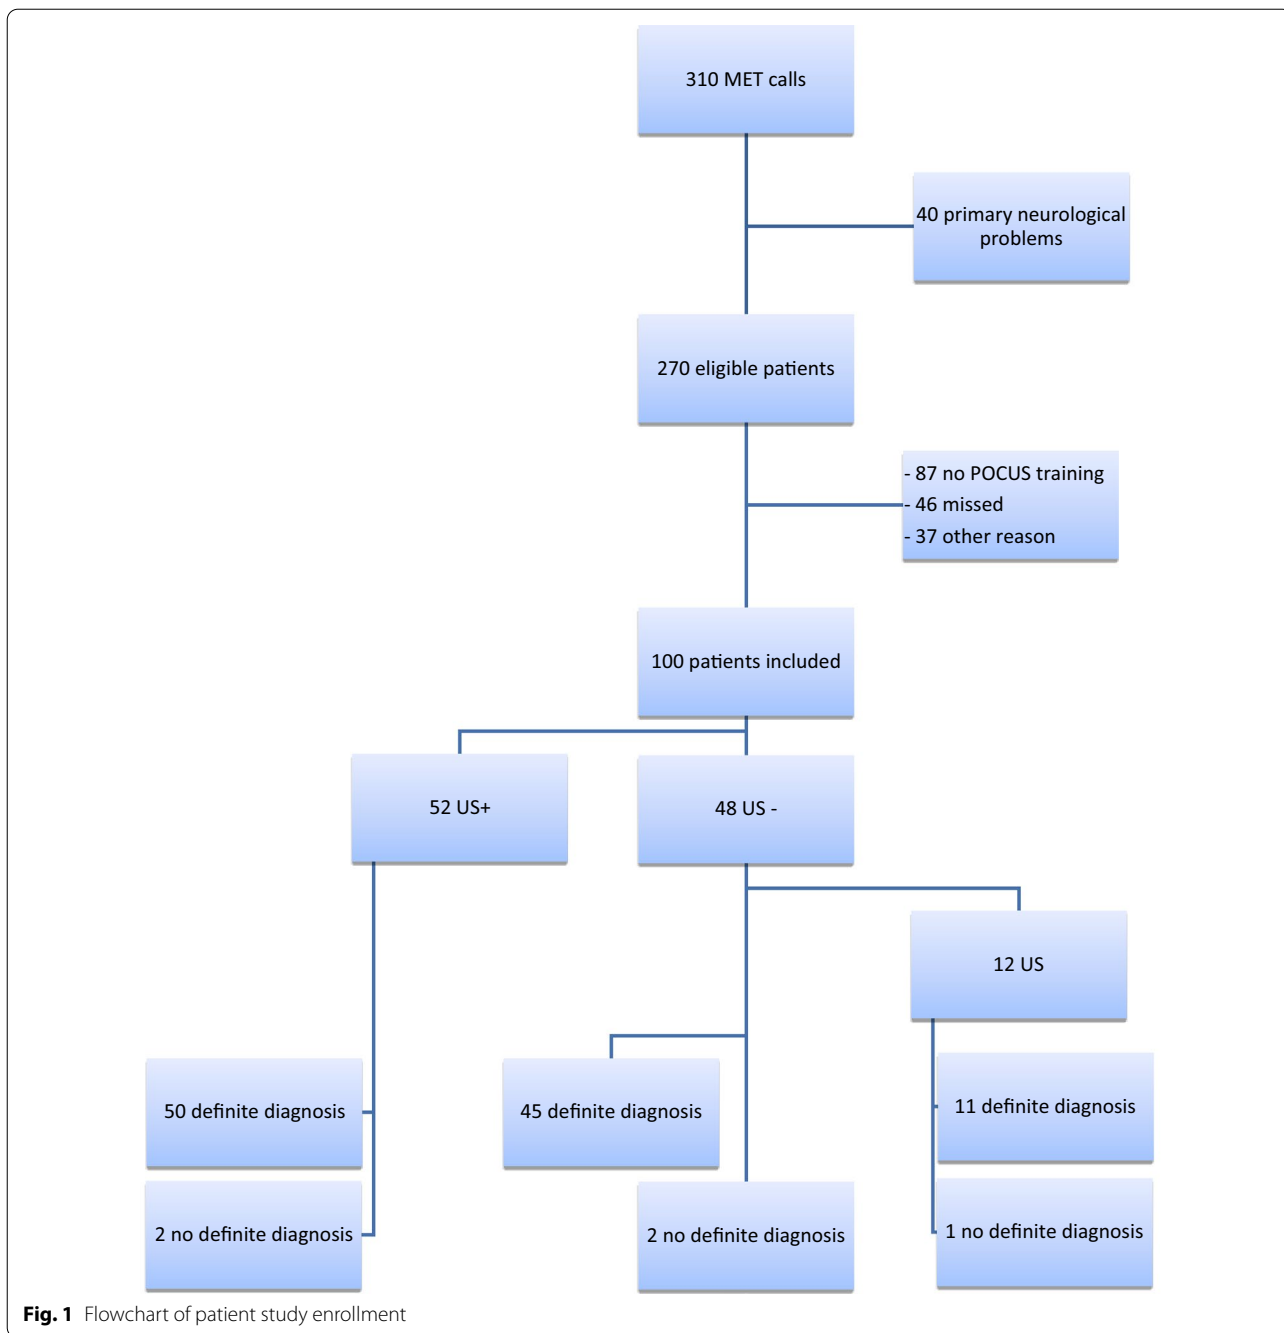 310 MET calls
40 primary neurological
problems
270 eligible patients
- 87 no POCUS training
- 46 missed
- 37 other reason
100 patients included
52 US+
48 US -
12 US
50 definite diagnosis
45 definite diagnosis
11 definite diagnosis
2 no definite diagnosis
2 no definite diagnosis
1 no definite diagnosis
Fig. 1 Flowchart of patient study enrollment